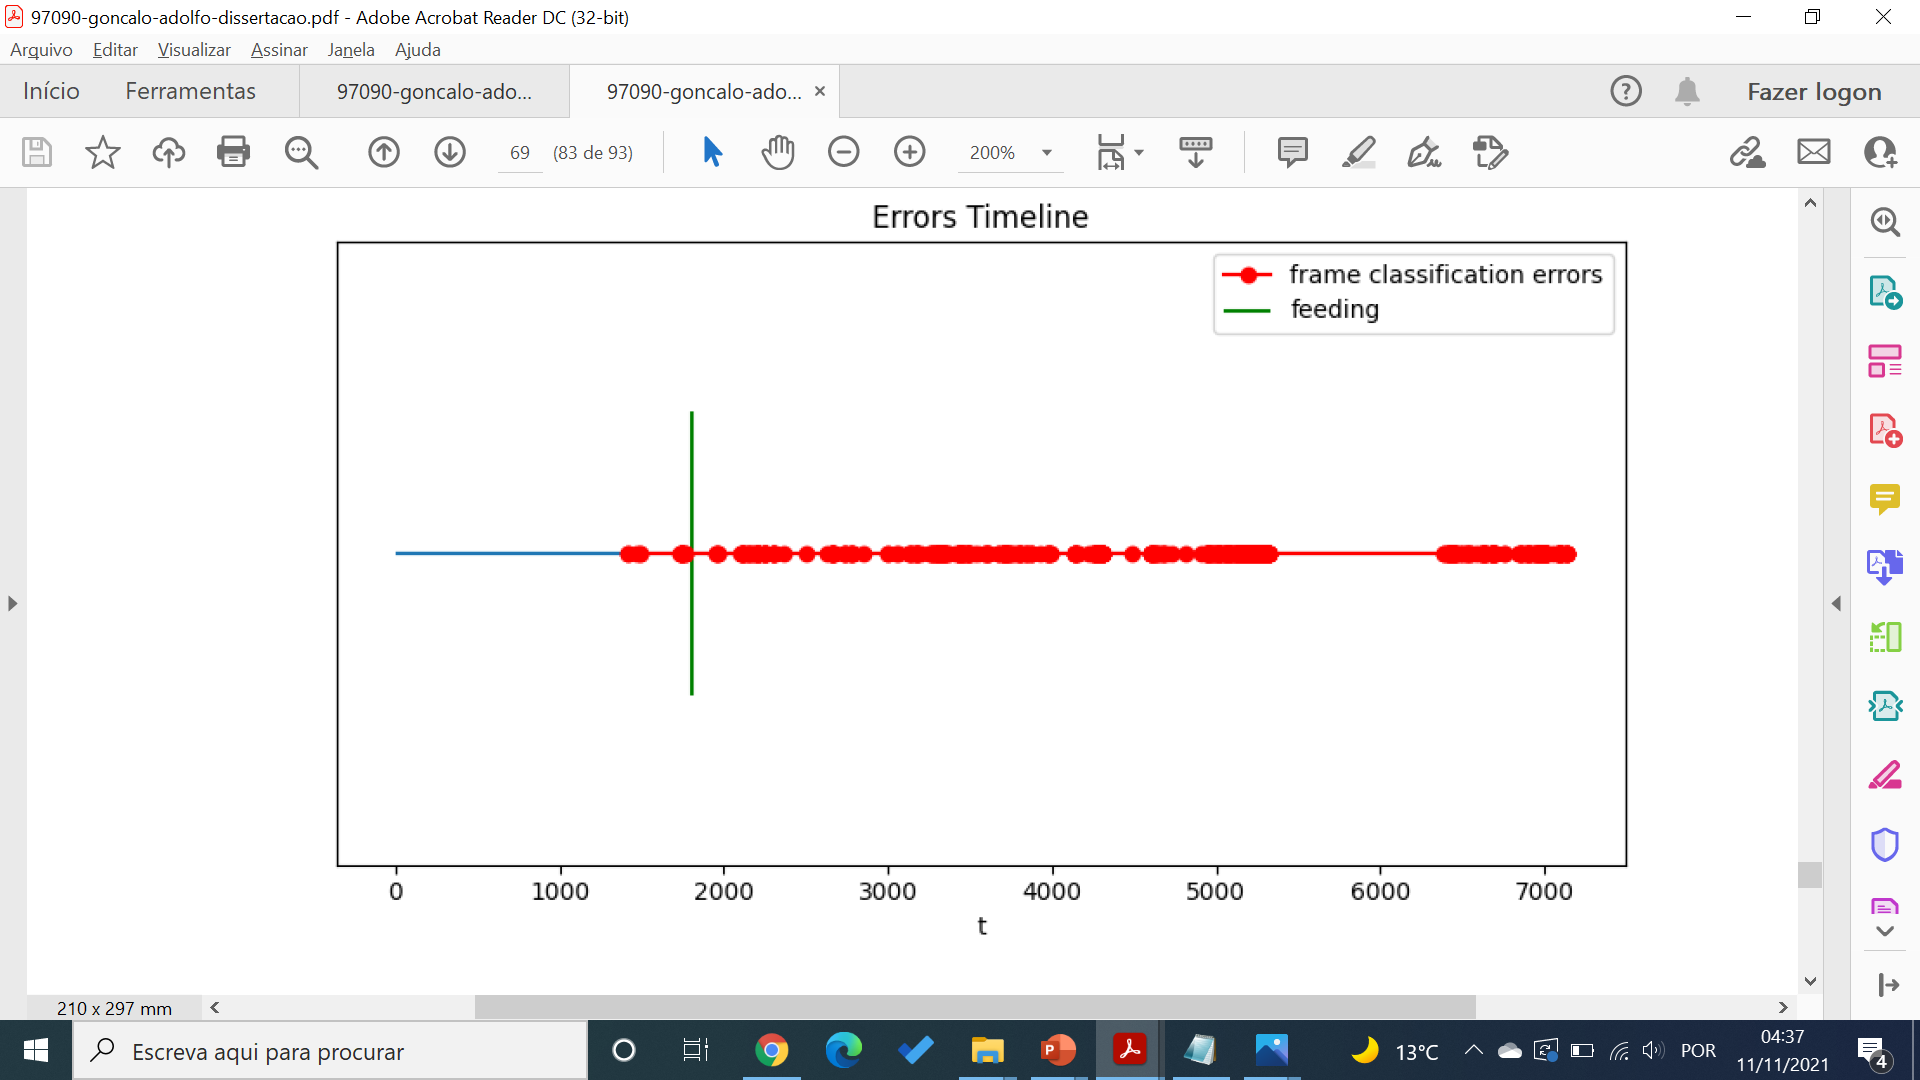 97090-goncalo-adolfo-dissertacao.pdf - Adobe Acrobat Reader DC (32-bit)
Arquivo Editar Visualizar Assinar Janela Ajuda
Início Ferramentas 97090-goncalo-ado... 97090-goncalo-ado... × ? Fazer logon
69 (83 de 93) 200%
Errors Timeline
frame classification errors
feeding
0 1000 2000 3000 4000 5000 6000 7000
t
210 x 297 mm
Escreva aqui para procurar 13°C POR 04:37
11/11/2021 4